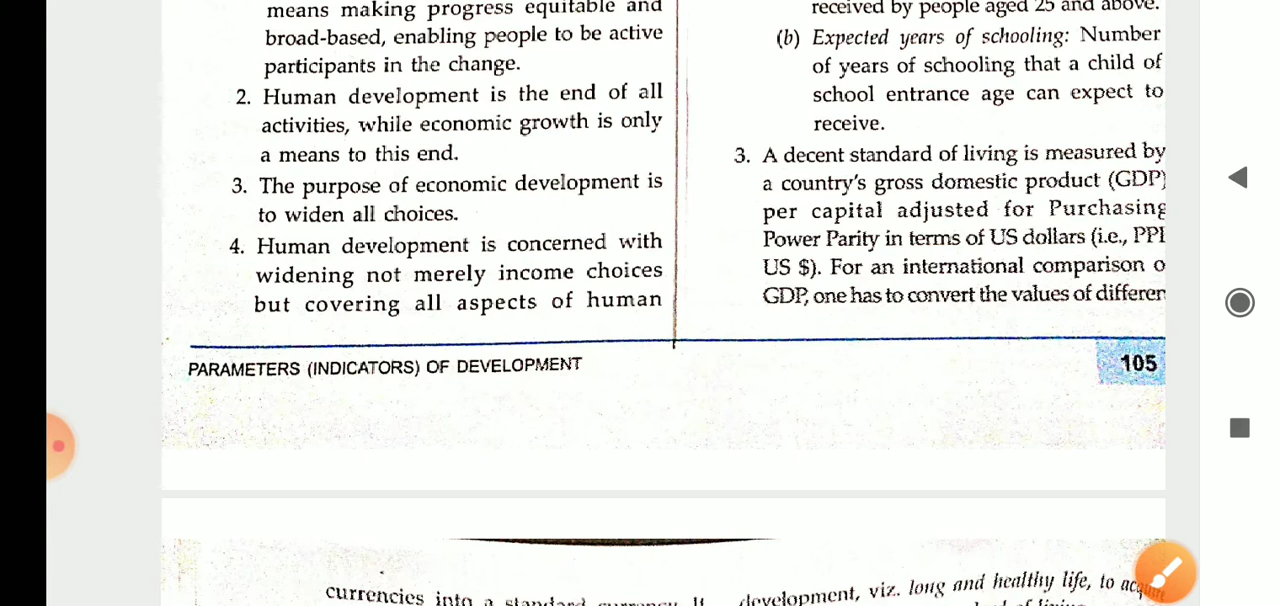 means making progress equitable and
broad-based, enabling people to be active
participants in the change.
2. Human development is the end of all
activities, while economic growth is only
a means to this end.
3. The purpose of economic development is
to widen all choices.
4. Human development is concerned with
widening not merely income choices
but covering all aspects of human
received by people aged 25 and above.
(b) Expected years of schooling: Number
of years of schooling that a child of
school entrance age can expect to
receive.
3. A decent standard of living is measured by
a country's gross domestic product (GDP)
per capital adjusted for Purchasing
Power Parity in terms of US dollars (i.e.,
US $). For an international comparison
GDP, one has to convert the values of
PARAMETERS (INDICATORS) OF DEVELOPMENT
105
currencies into a standard currency. It
development, viz. long and healthy life, to